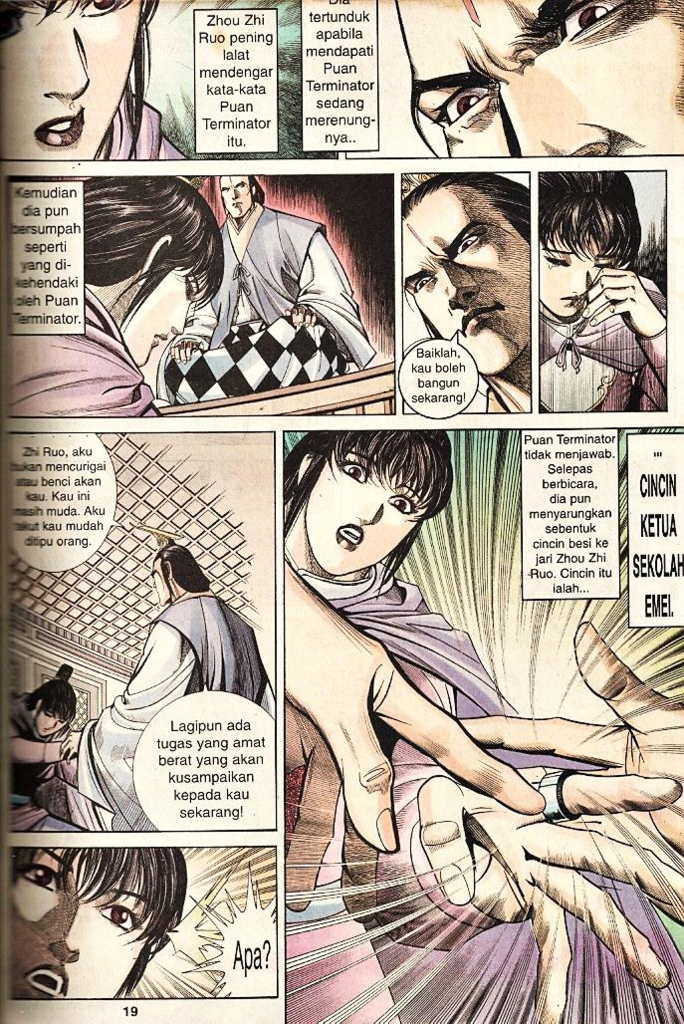 Zhou Zhi
Ruo pening
lalat
mendengar
kata-kata
Puan
Terminator
itu.
Dia
tertunduk
apabila
mendapati
Puan
Terminator
sedang
merenung-
nya..
Kemudian
dia pun
bersumpah
seperti
yang di-
kehendaki
oleh Puan
Terminator.
Baiklah,
kau boleh
bangun
sekarang!
Zhi Ruo, aku
bukan mencurigai
atau benci akan
kau. Kau ini
masih muda. Aku
takut kau mudah
ditipu orang.
Lagipun ada
tugas yang amat
berat yang akan
kusampaikan
kepada kau
sekarang!
Apa?
Puan Terminator
tidak menjawab.
Selepas
berbicara,
dia pun
menyarungkan
sebentuk
cincin besi ke
jari Zhou Zhi
Ruo. Cincin itu
ialah...
"'
CINCIN
KETUA
SEKOLAH
EMEI.
19